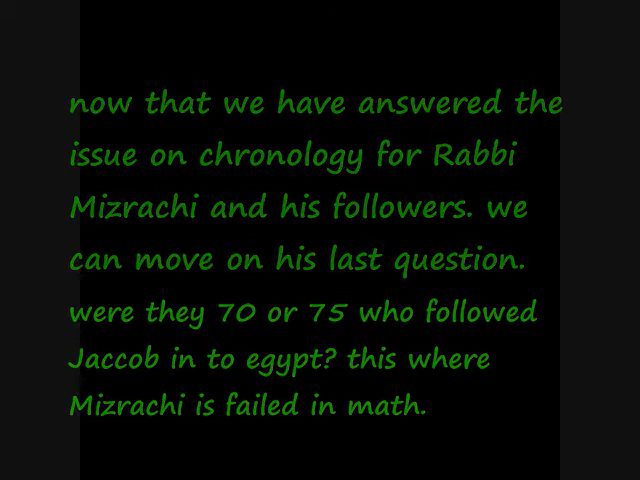 now that we have answered the
issue on chronology for Rabbi
Mizrachi and his followers. we
can move on his last question.
were they 70 or 75 who followed
Jaccob in to egypt? this where
Mizrachi is failed in math.